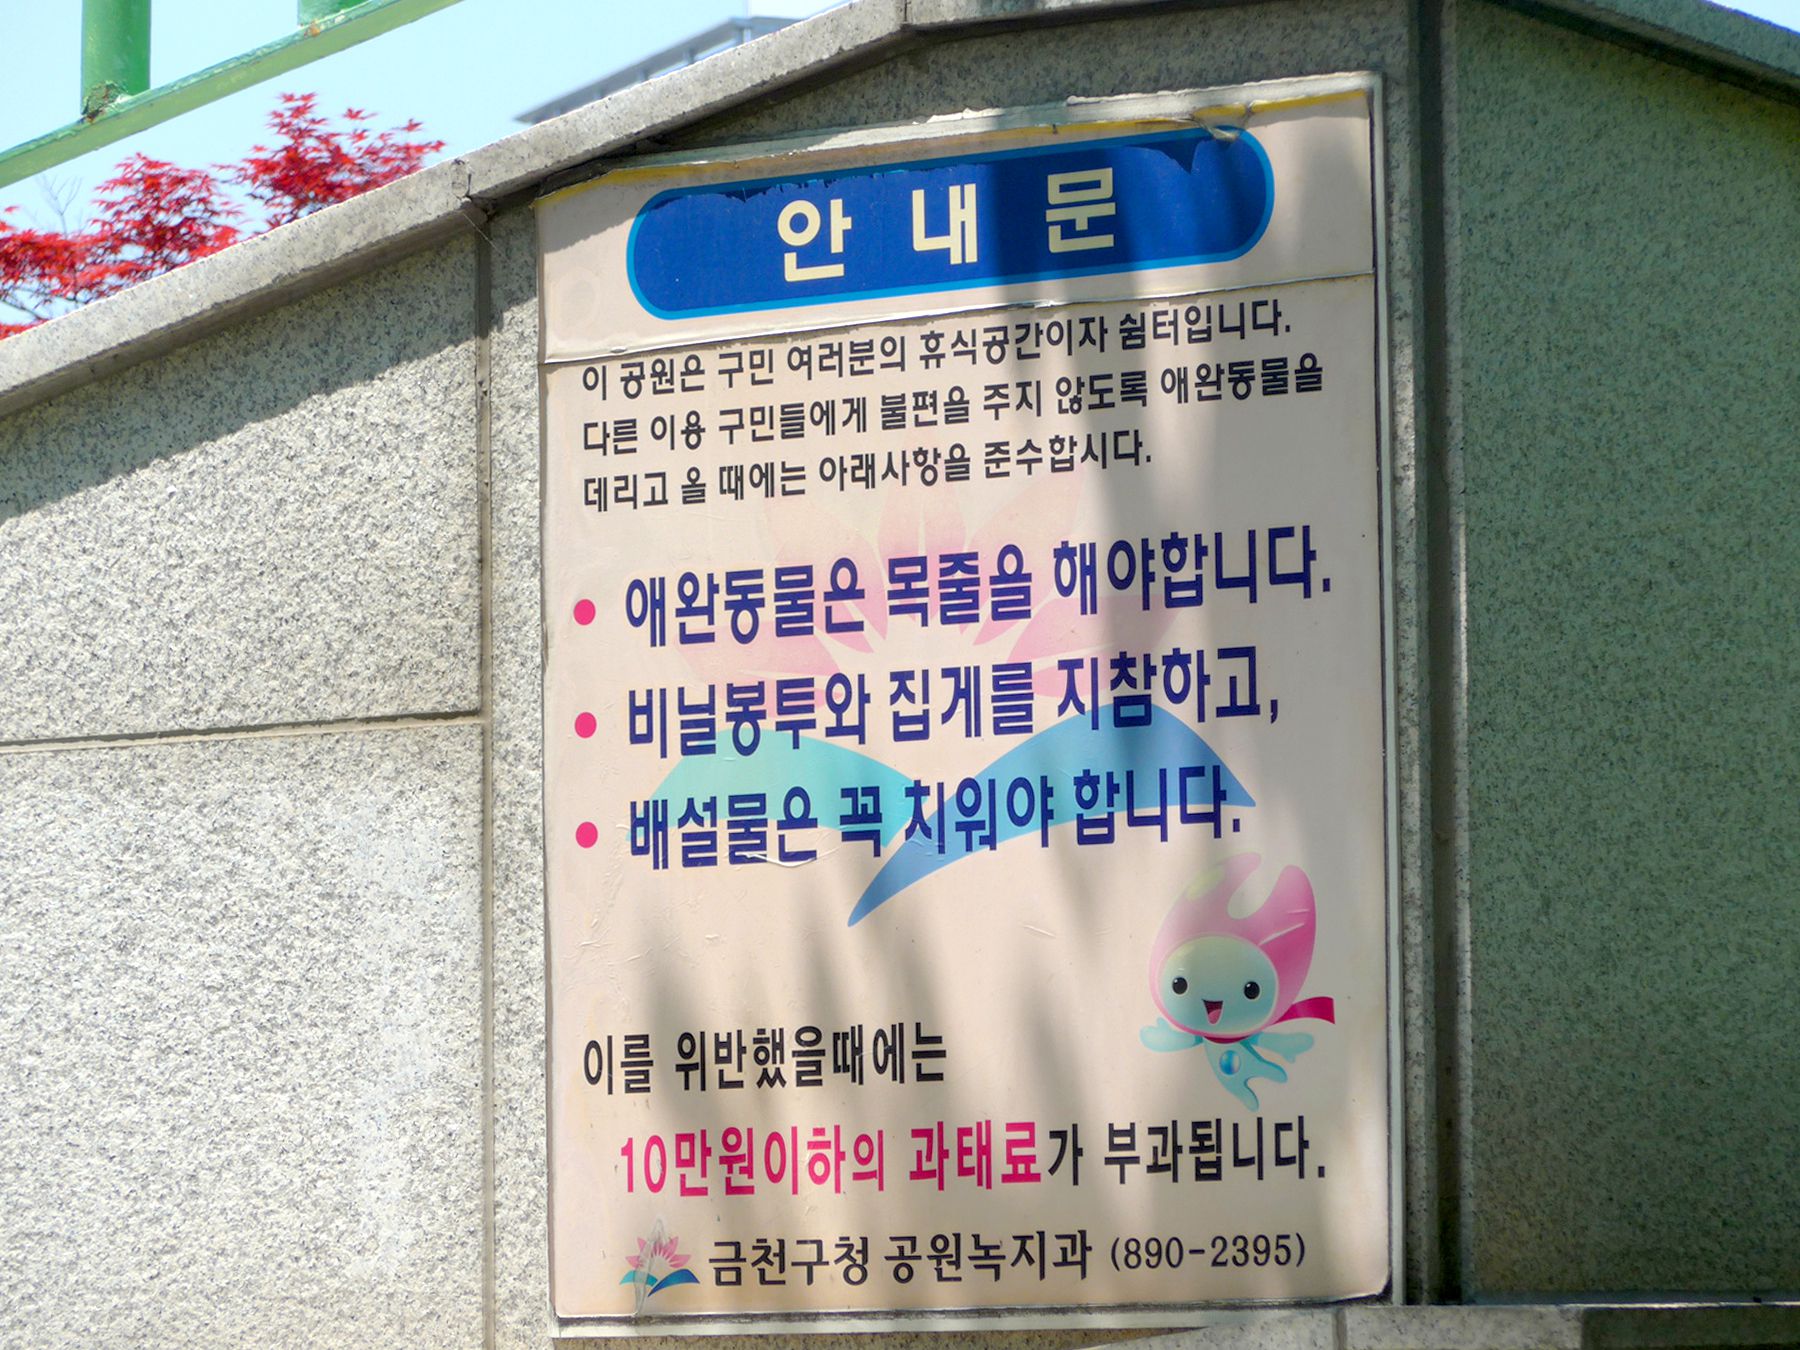 안내문
이 공원은 구민 여러분의 휴식공간이자 쉼터입니다.
다른 이용 구민들에게 불편을 주지 않도록 애완동물을
데리고 올 때에는 아래사항을 준수합시다.
• 애완동물은 목줄을 해야합니다.
• 비닐봉투와 집게를 지참하고,
• 배설물은 꼭 치워야 합니다.
이를 위반했을때에는
10만원이하의 과태료가 부과됩니다.
금천구청 공원녹지과 (890-2395)